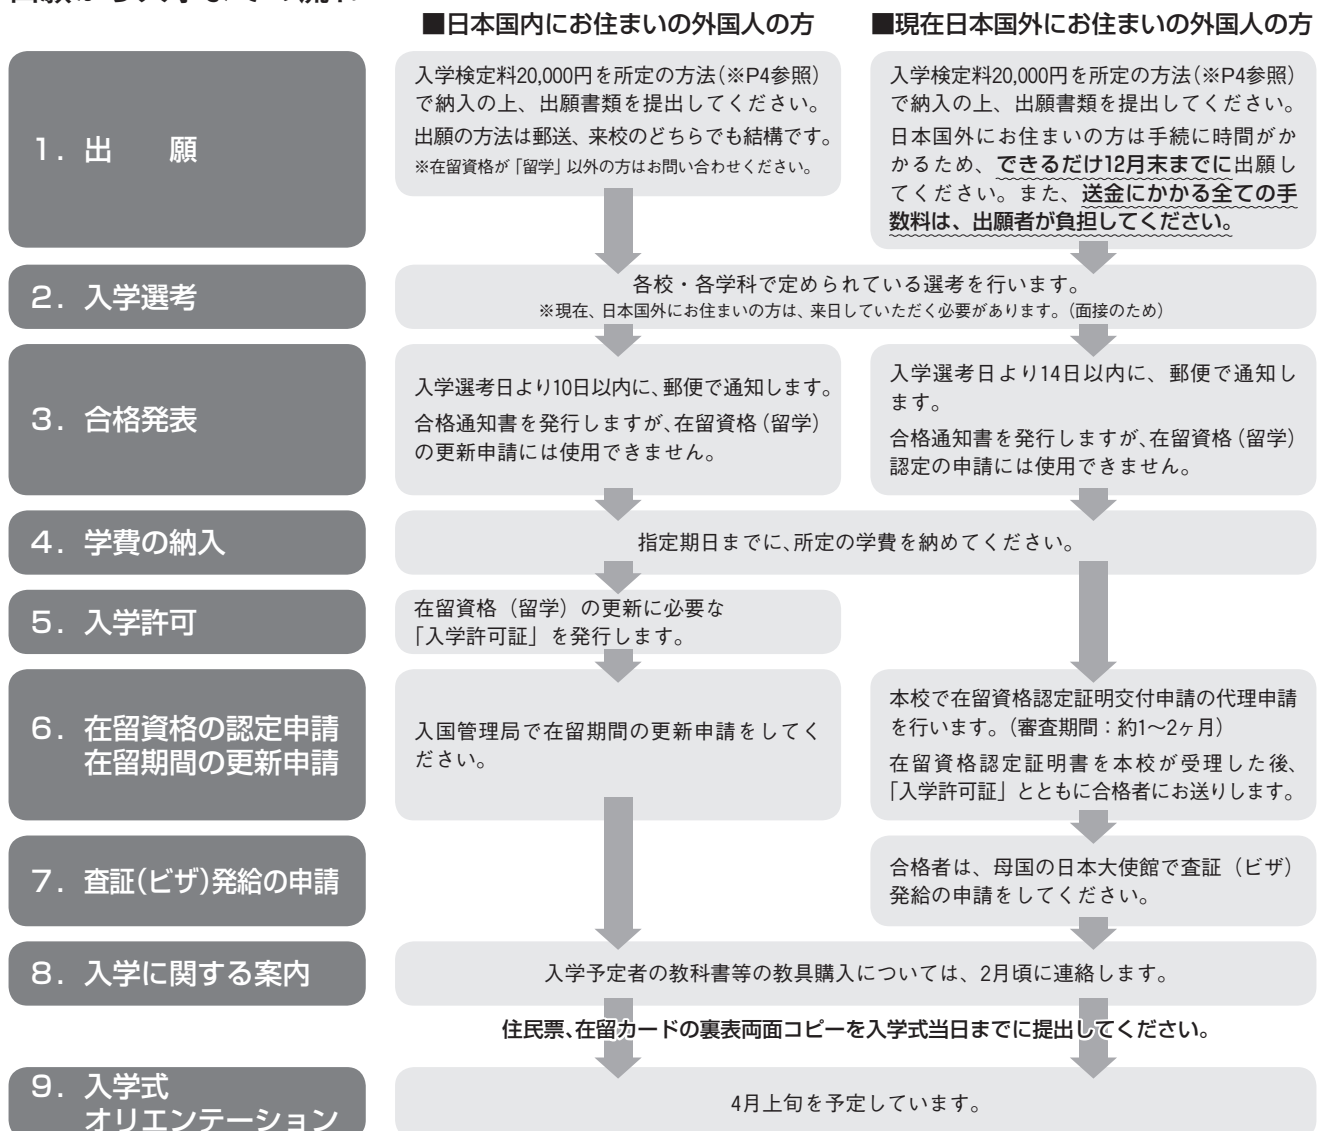 ■日本国内にお住まいの外国人の方
■現在日本国外にお住まいの外国人の方
1. 出　　願
入学検定料20,000円を所定の方法(※P4参照)
で納入の上、出願書類を提出してください。
出願の方法は郵送、来校のどちらでも結構です。
※在留資格が「留学」以外の方はお問い合わせください。
入学検定料20,000円を所定の方法(※P4参照)
で納入の上、出願書類を提出してください。
日本国外にお住まいの方は手続に時間がか
かるため、できるだけ12月末までに出願し
てください。また、送金にかかる全ての手
数料は、出願者が負担してください。
2. 入学選考
各校・各学科で定められている選考を行います。
※現在、日本国外にお住まいの方は、来日していただく必要があります。(面接のため)
3. 合格発表
入学選考日より10日以内に、郵便で通知します。
合格通知書を発行しますが、在留資格(留学)
の更新申請には使用できません。
入学選考日より14日以内に、郵便で通知し
ます。
合格通知書を発行しますが、在留資格(留学)
認定の申請には使用できません。
4. 学費の納入
指定期日までに、所定の学費を納めてください。
5. 入学許可
在留資格(留学)の更新に必要な
「入学許可証」を発行します。
6. 在留資格の認定申請
在留期間の更新申請
入国管理局で在留期間の更新申請をしてく
ださい。
本校で在留資格認定証明交付申請の代理申請
を行います。(審査期間:約1〜2ヶ月)
在留資格認定証明書を本校が受理した後、
「入学許可証」とともに合格者にお送りします。
7. 査証(ビザ)発給の申請
合格者は、母国の日本大使館で査証(ビザ)
発給の申請をしてください。
8. 入学に関する案内
入学予定者の教科書等の教具購入については、2月頃に連絡します。
住民票、在留カードの裏表両面コピーを入学式当日までに提出してください。
9. 入学式
オリエンテーション
4月上旬を予定しています。